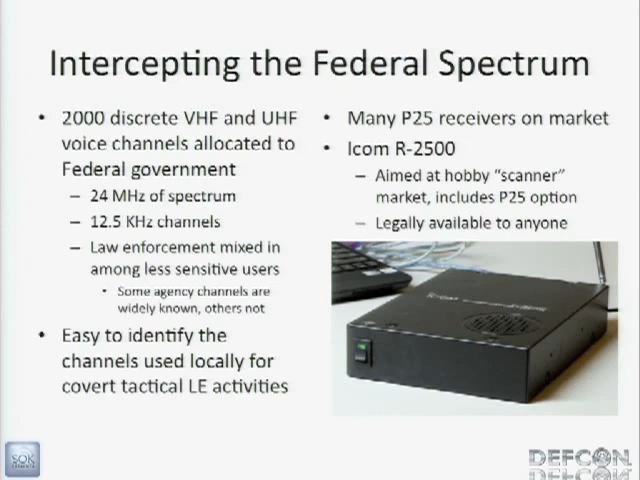 Intercepting the Federal Spectrum
• 2000 discrete VHF and UHF
voice channels allocated to
Federal government
– 24 MHz of spectrum
– 12.5 KHz channels
– Law enforcement mixed in
among less sensitive users
• Some agency channels are
widely known, others not
• Easy to identify the
channels used locally for
covert tactical LE activities
• Many P25 receivers on market
• Icom R-2500
– Aimed at hobby “scanner”
market, includes P25 option
– Legally available to anyone
SOK
DEFCON